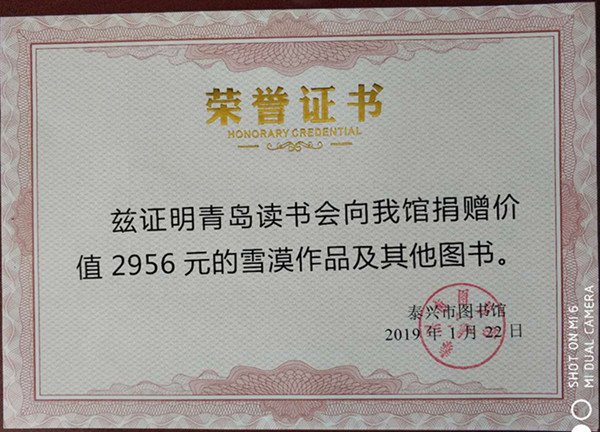 荣誉证书
HONORARY CREDENTIAL
兹证明青岛读书会向我馆捐赠价
值 2956 元的雪漠作品及其他图书。
泰兴市图书馆
2019 年 1 月 22 日
SHOT ON MI 6
MI DUAL CAMERA